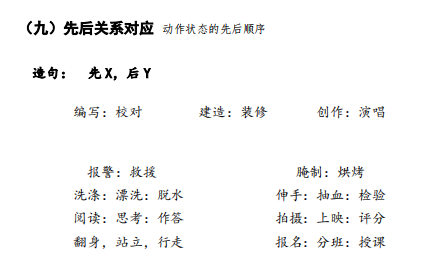 （九）先后关系对应 动作状态的先后顺序
造句： 先 X，后 Y
编写：校对 建造：装修 创作：演唱
报警：救援 腌制：烘烤
洗涤：漂洗：脱水 伸手：抽血：检验
阅读：思考：作答 拍摄：上映：评分
翻身，站立，行走 报名：分班：授课